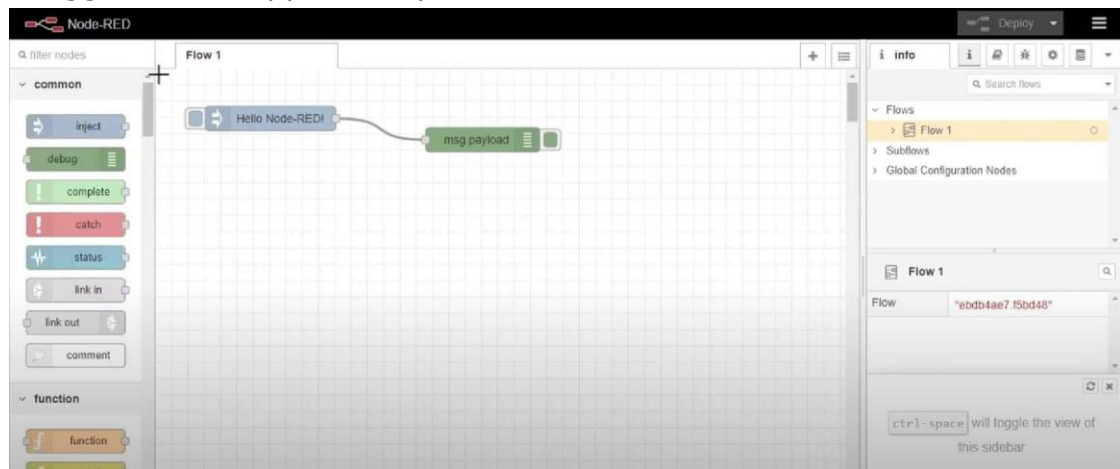 Node-RED
Deploy
filter nodes
Flow 1
info
i
common
Search flows
inject
Hello Node-RED!
msg.payload
Flows
Flow 1
debug
Subflows
complete
Global Configuration Nodes
catch
status
link in
Flow 1
link out
Flow "ebdb4ae7.f5bd48"
comment
function
ctrl-space will toggle the view of
this sidebar
function